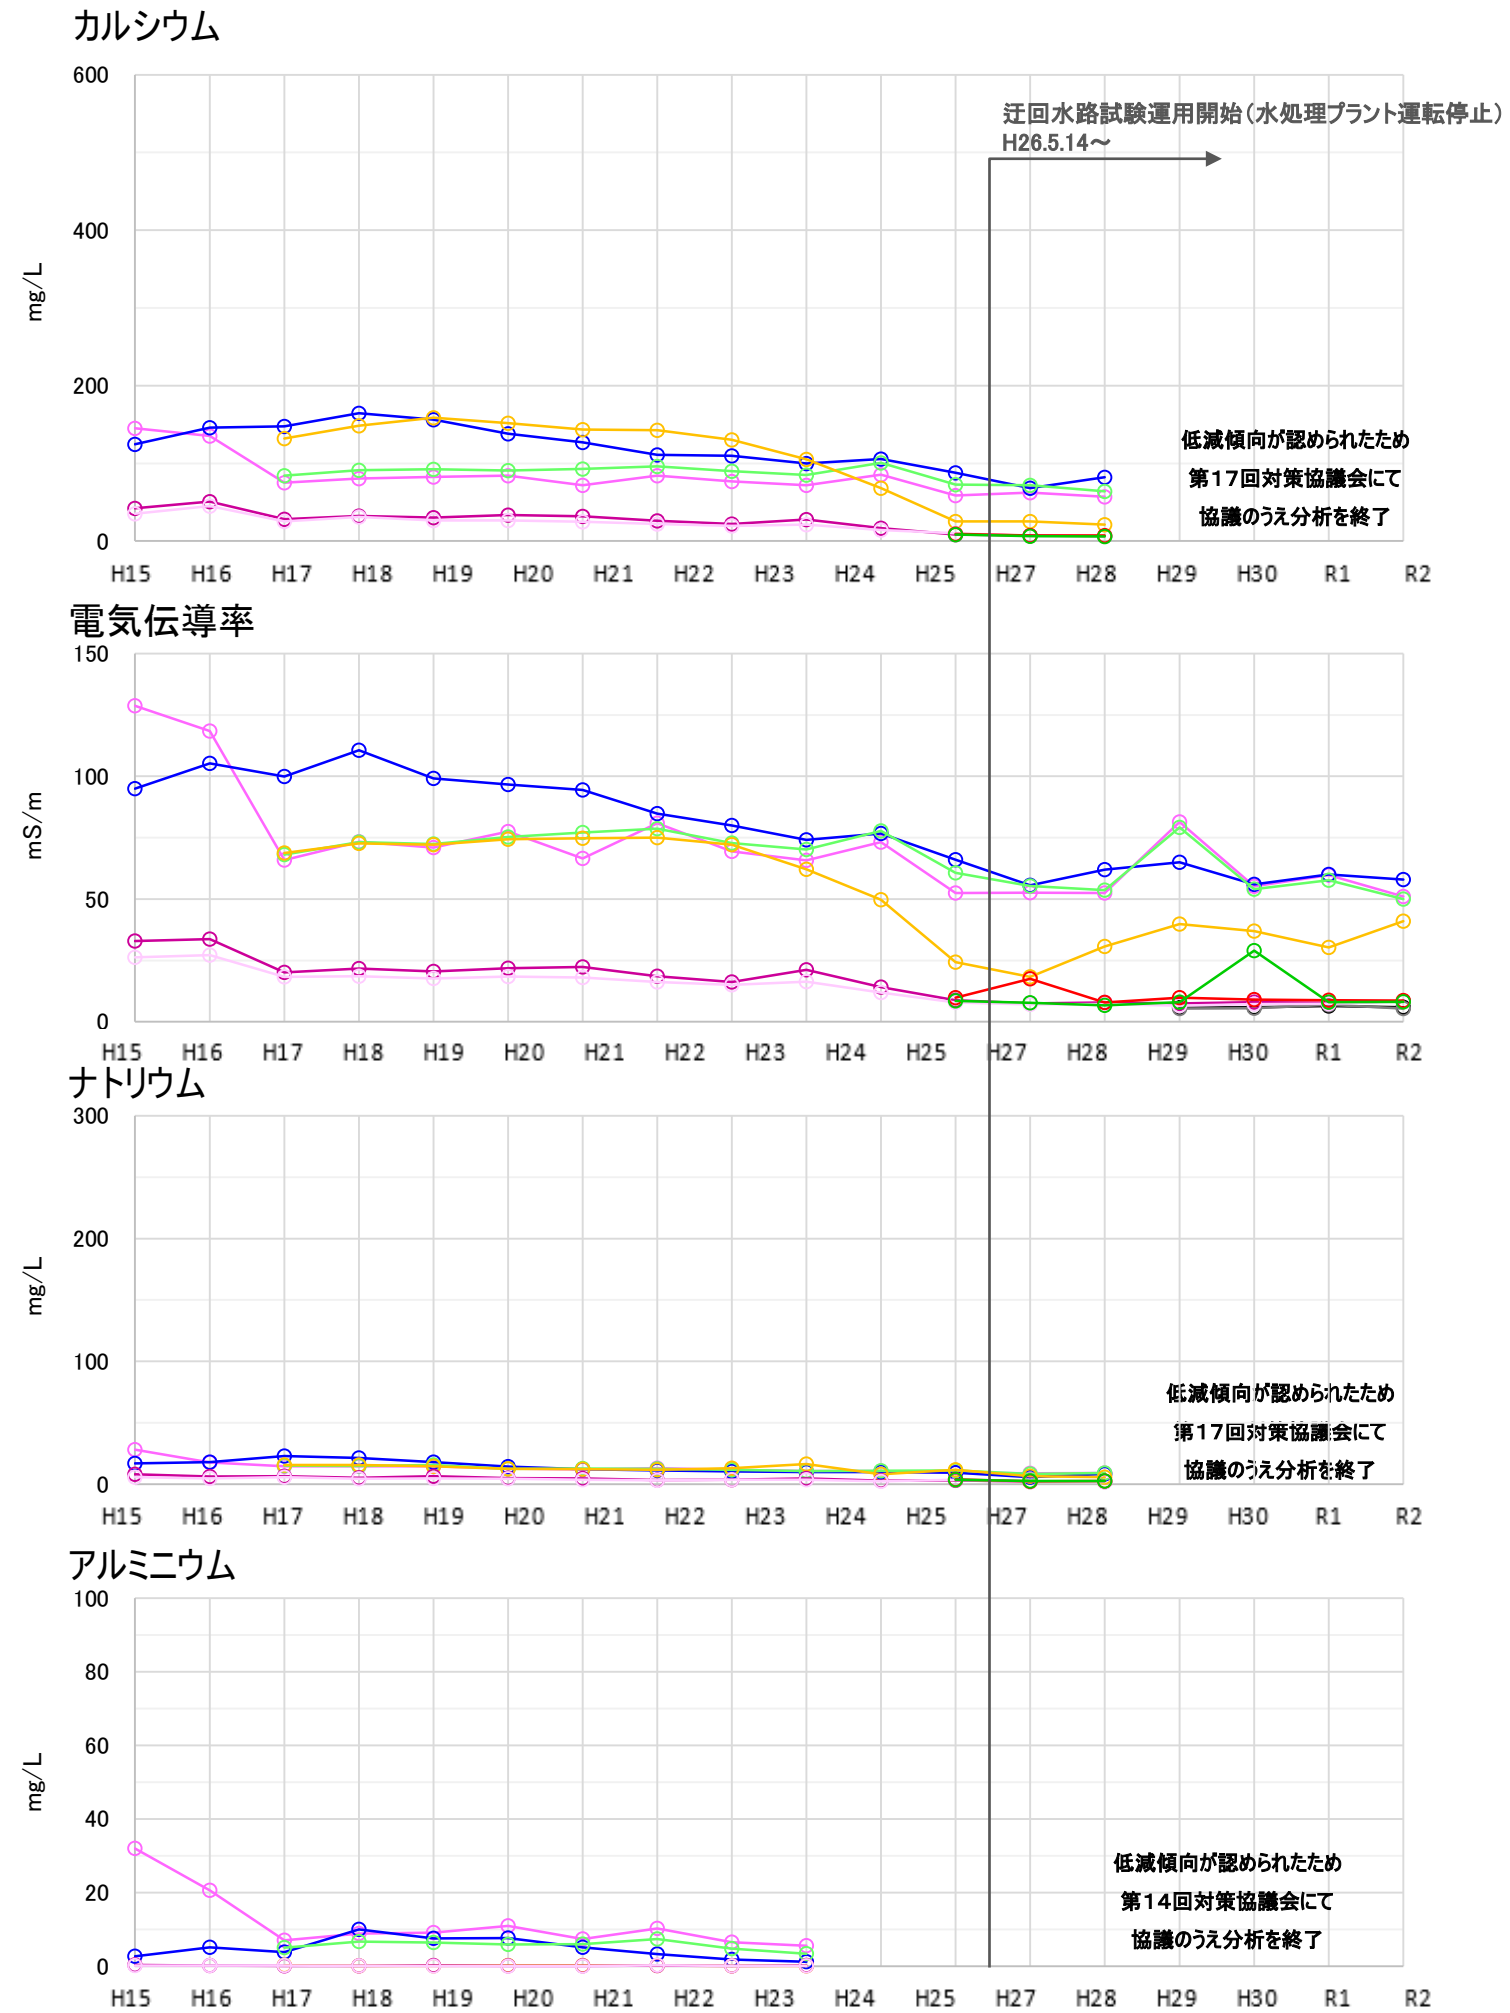 カルシウム
600
迂回水路試験運用開始（水処理プラント運転停止）
H26.5.14～
400
mg/L
200
低減傾向が認められたため
第17回対策協議会にて
協議のうえ分析を終了
0
H15 H16 H17 H18 H19 H20 H21 H22 H23 H24 H25 H27 H28 H29 H30 R1 R2
電気伝導率
150
100
mS/m
50
0
H15 H16 H17 H18 H19 H20 H21 H22 H23 H24 H25 H27 H28 H29 H30 R1 R2
ナトリウム
300
200
mg/L
100
低減傾向が認められたため
第17回対策協議会にて
協議のうえ分析を終了
0
H15 H16 H17 H18 H19 H20 H21 H22 H23 H24 H25 H27 H28 H29 H30 R1 R2
アルミニウム
100
80
60
mg/L
40
低減傾向が認められたため
20
第14回対策協議会にて
協議のうえ分析を終了
0
H15 H16 H17 H18 H19 H20 H21 H22 H23 H24 H25 H27 H28 H29 H30 R1 R2